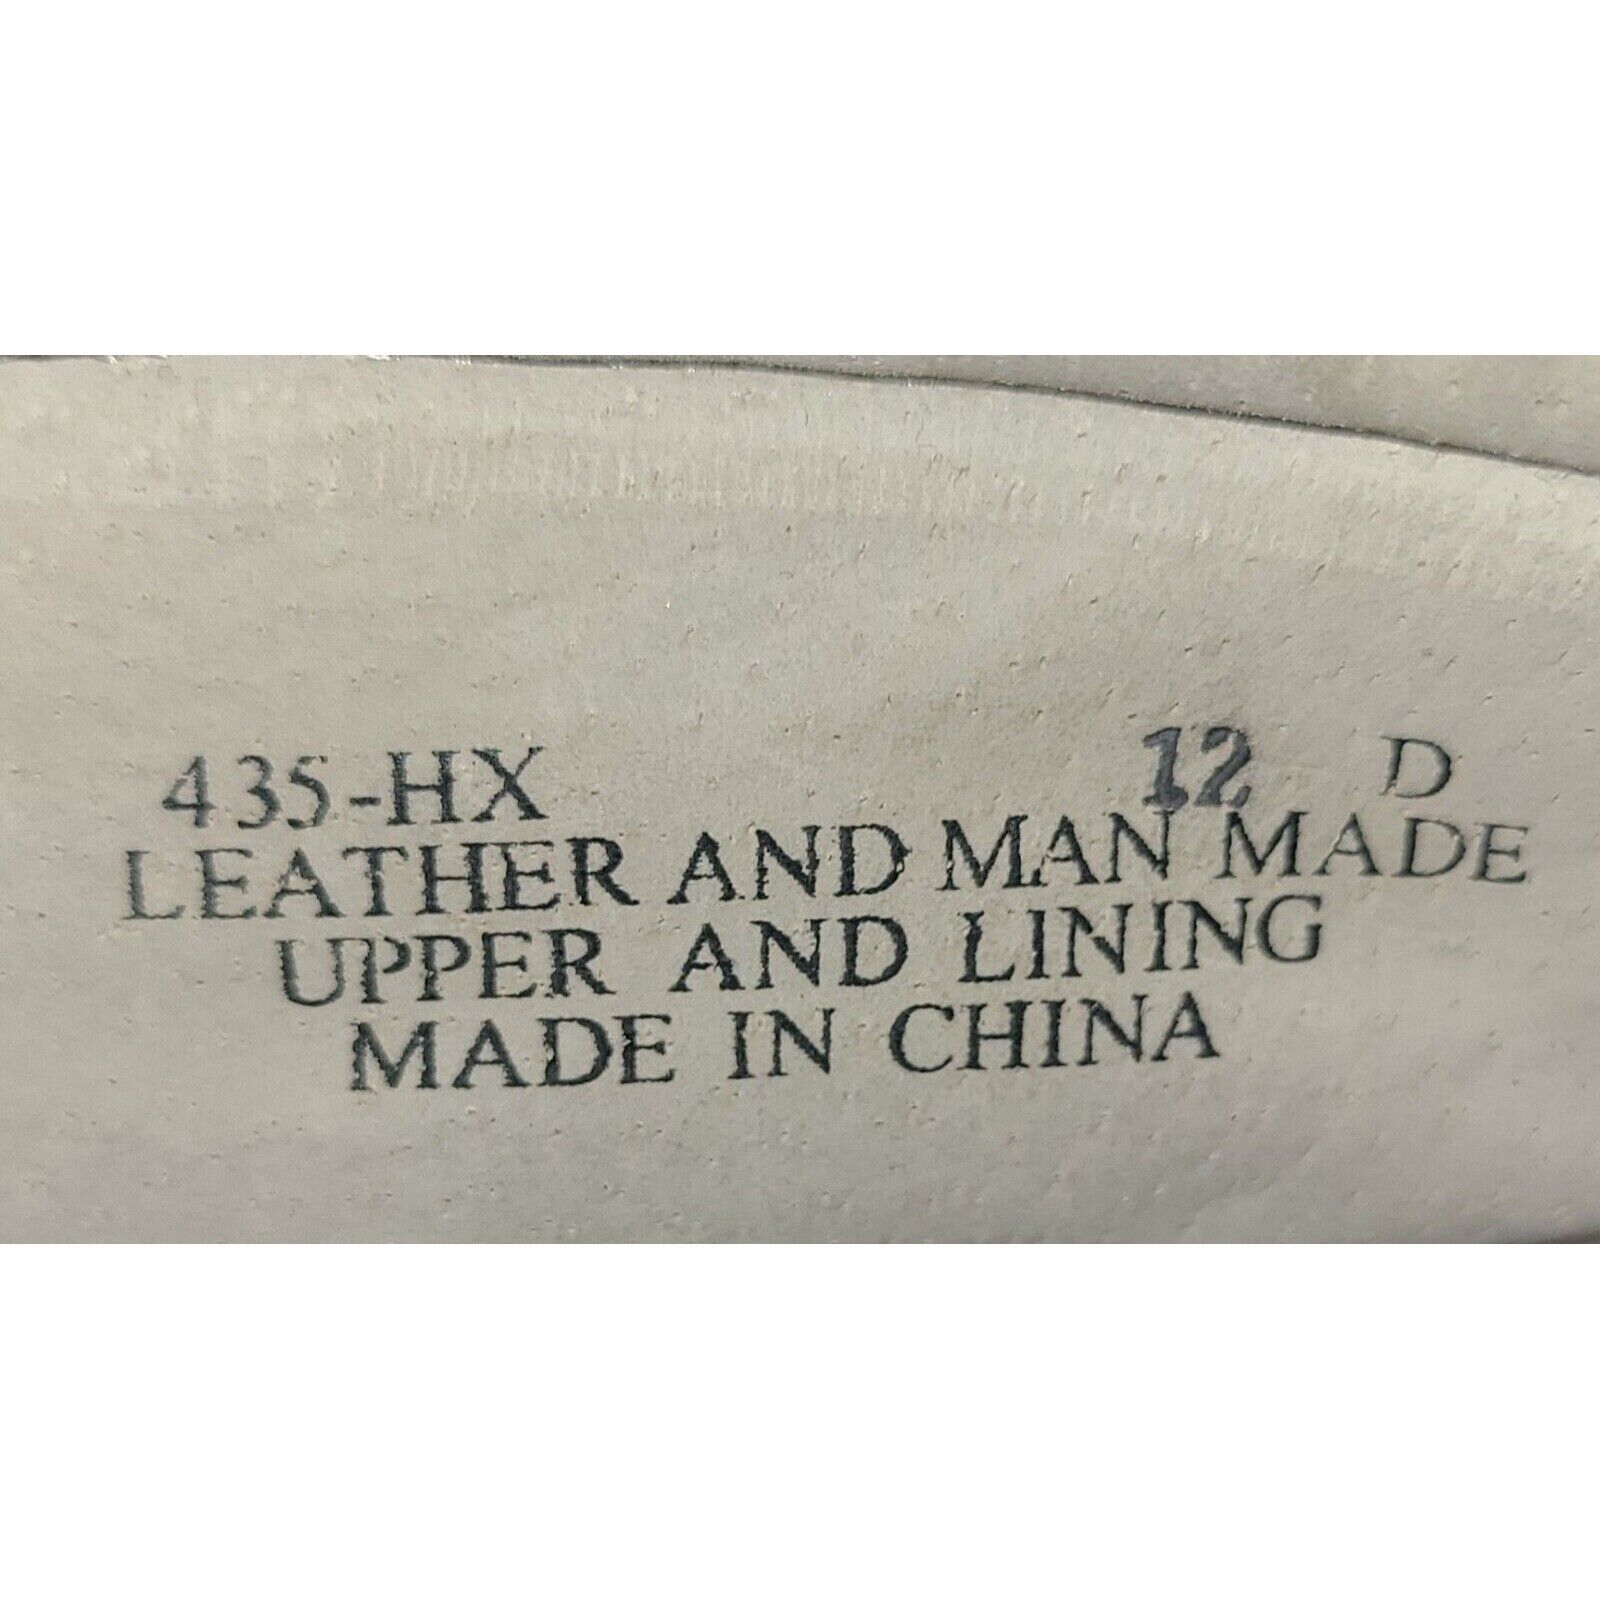 435-HX 12 D
LEATHER AND MAN MADE
UPPER AND LINING
MADE IN CHINA